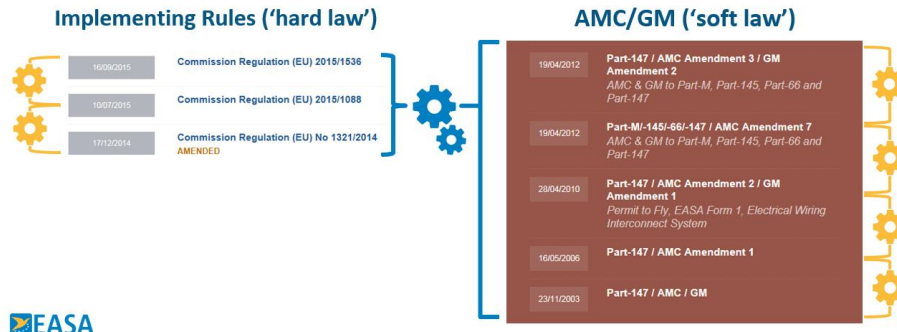 Implementing Rules (‘hard law’)
16/09/2015
Commission Regulation (EU) 2015/1536
10/07/2015
Commission Regulation (EU) 2015/1088
17/12/2014
Commission Regulation (EU) No 1321/2014
AMENDED
AMC/GM (‘soft law’)
19/04/2012
Part-147 / AMC Amendment 3 / GM
Amendment 2
AMC & GM to Part-M, Part-145, Part-66 and
Part-147
19/04/2012
Part-M/-145/-66/-147 / AMC Amendment 7
AMC & GM to Part-M, Part-145, Part-66 and
Part-147
28/04/2010
Part-147 / AMC Amendment 2 / GM
Amendment 1
Permit to Fly, EASA Form 1, Electrical Wiring
Interconnect System
16/05/2006
Part-147 / AMC Amendment 1
23/11/2003
Part-147 / AMC / GM
EASA